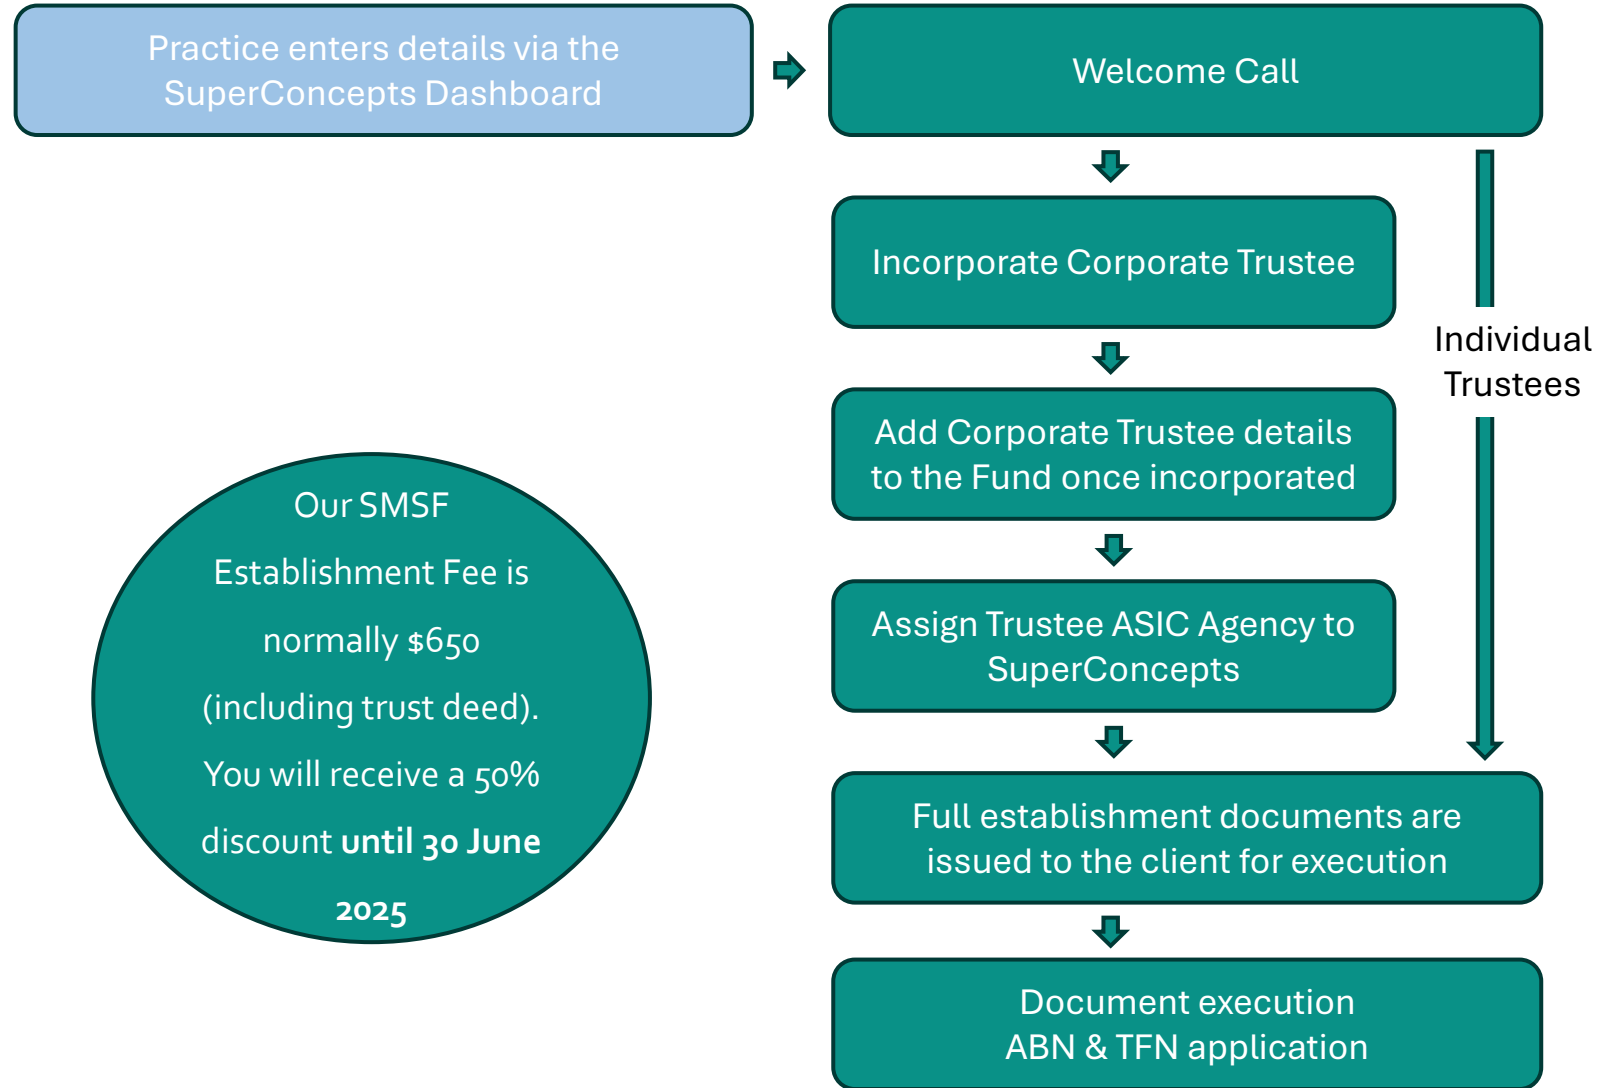 Practice enters details via the
SuperConcepts Dashboard
Welcome Call
Incorporate Corporate Trustee
Individual
Trustees
Add Corporate Trustee details
to the Fund once incorporated
Assign Trustee ASIC Agency to
SuperConcepts
Full establishment documents are
issued to the client for execution
Document execution
ABN & TFN application
Our SMSF
Establishment Fee is
normally $650
(including trust deed).
You will receive a 50%
discount until 30 June
2025